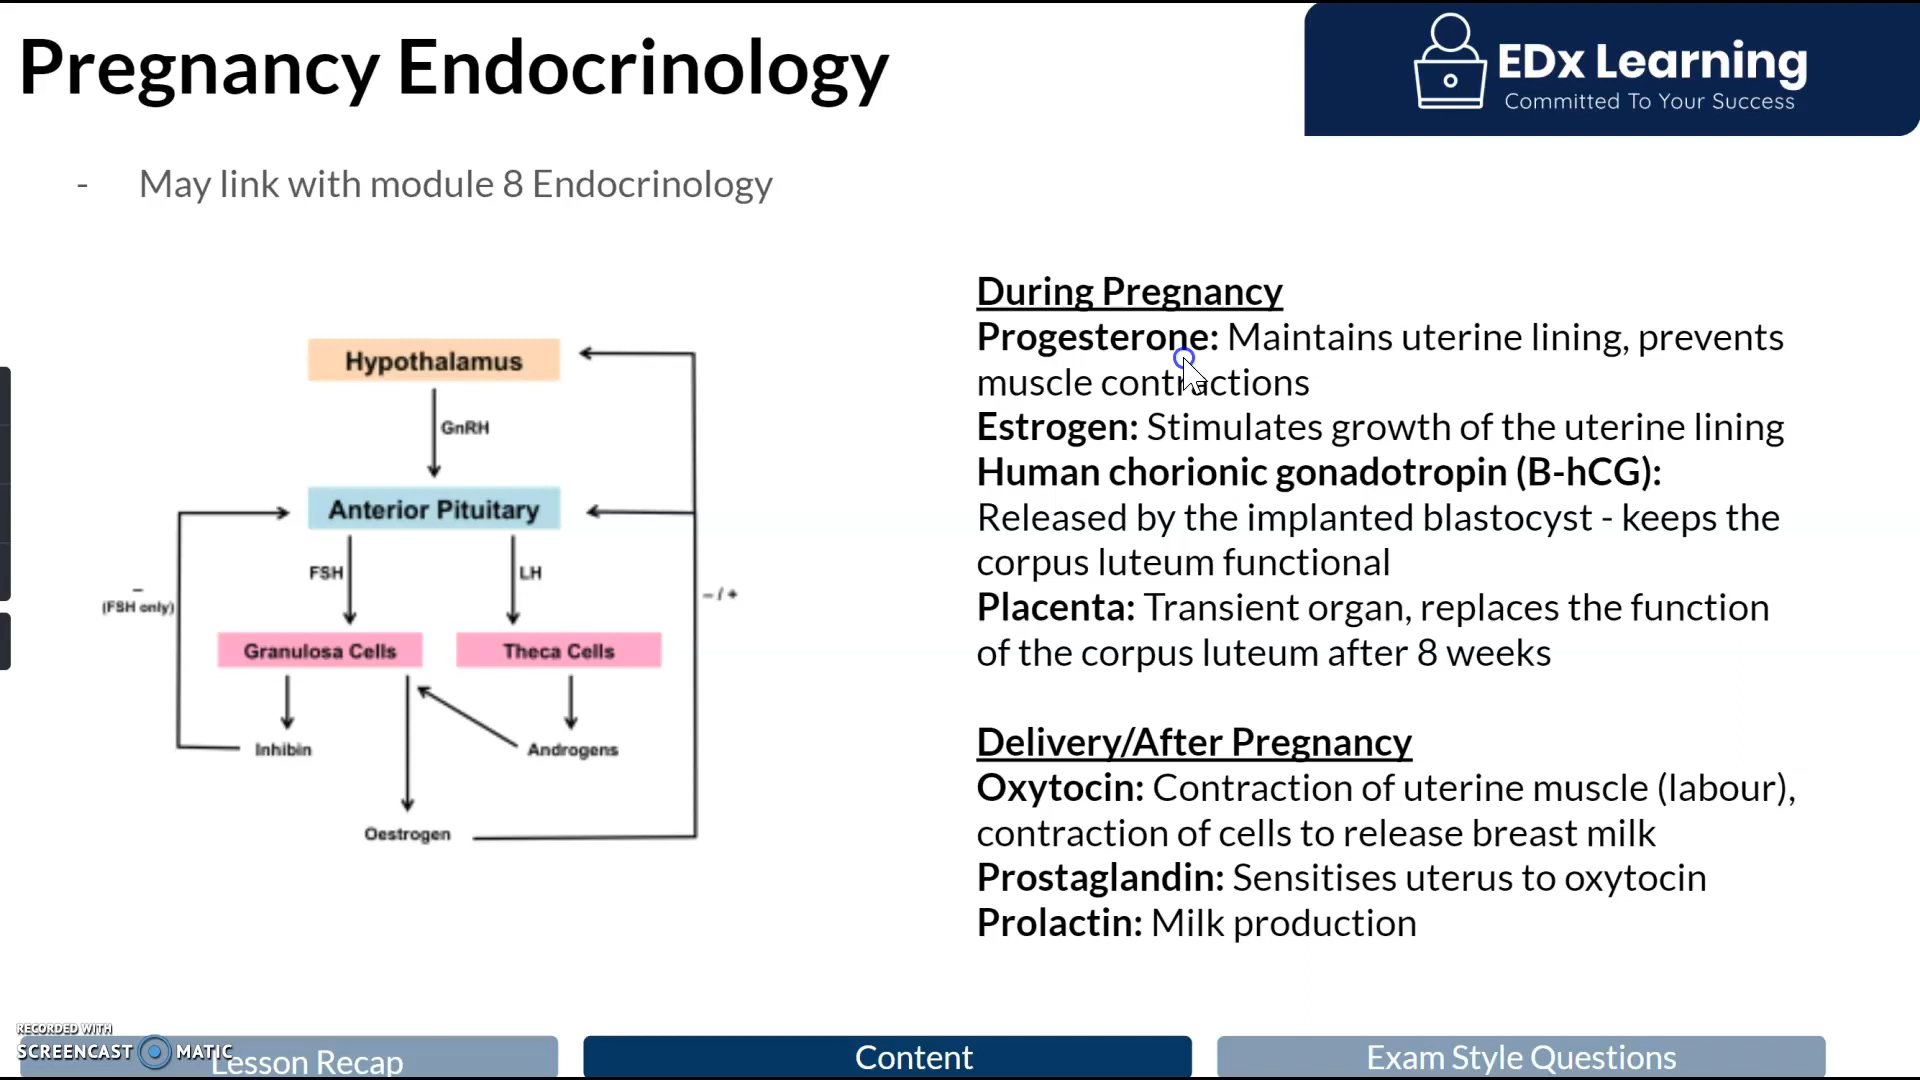 Pregnancy Endocrinology
EDx Learning
Committed To Your Success
- May link with module 8 Endocrinology
Hypothalamus
GnRH
Anterior Pituitary
FSH
LH
–
(FSH only)
– / +
Granulosa Cells
Theca Cells
Inhibin
Androgens
Oestrogen
During Pregnancy
Progesterone: Maintains uterine lining, prevents
muscle contractions
Estrogen: Stimulates growth of the uterine lining
Human chorionic gonadotropin (B-hCG):
Released by the implanted blastocyst - keeps the
corpus luteum functional
Placenta: Transient organ, replaces the function
of the corpus luteum after 8 weeks
Delivery/After Pregnancy
Oxytocin: Contraction of uterine muscle (labour),
contraction of cells to release breast milk
Prostaglandin: Sensitises uterus to oxytocin
Prolactin: Milk production
RECORDED WITH
SCREENCAST MATIC
Lesson Recap
Content
Exam Style Questions